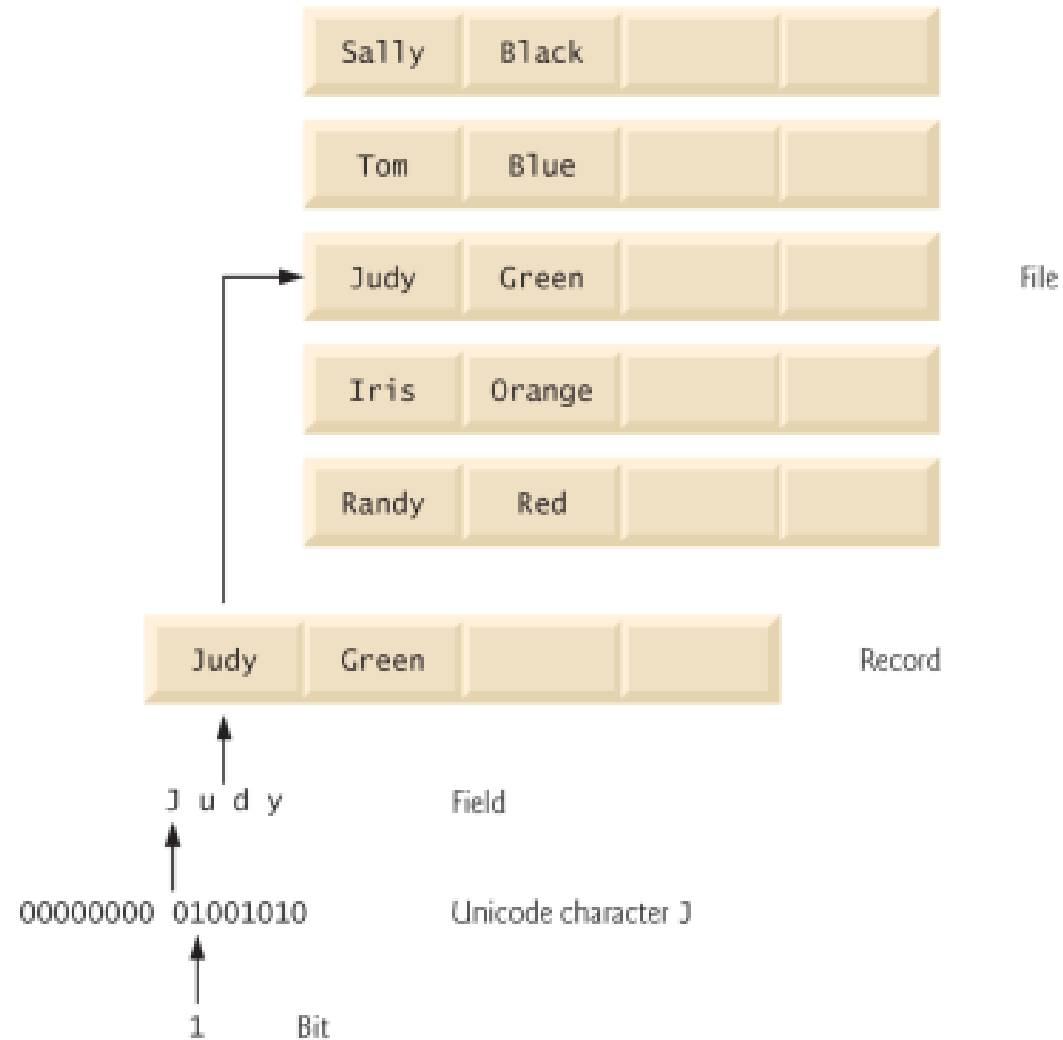 Sally Black
Tom Blue
Judy Green File
Iris Orange
Randy Red
Judy Green Record
J u d y Field
00000000 01001010 Unicode character J
1 Bit